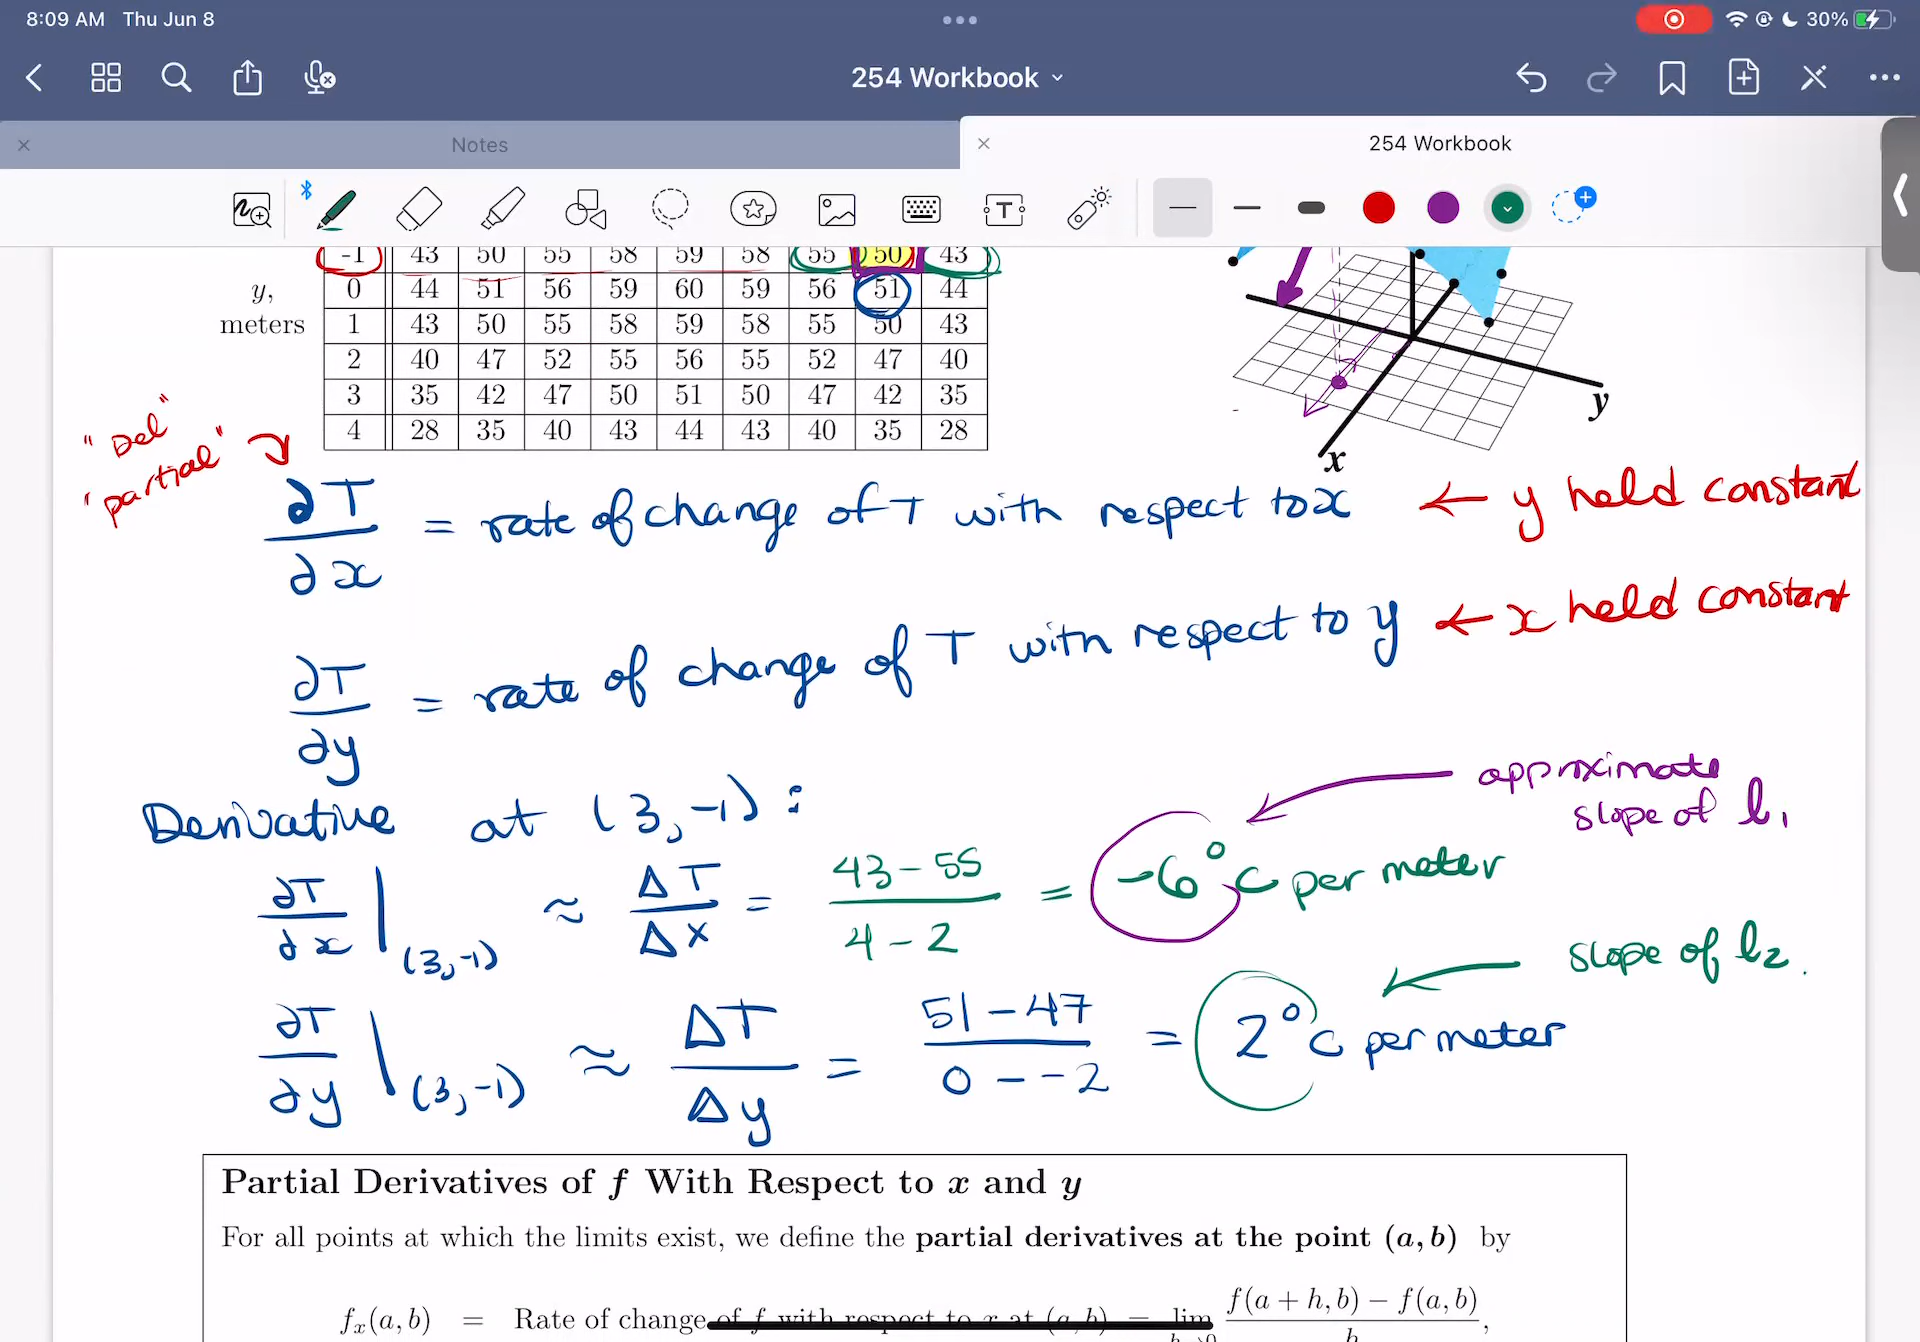 8:09 AM Thu Jun 8
30%
254 Workbook
Notes
254 Workbook
T
-1 43 50 55 58 59 58 55 50 43
y, 0 44 51 56 59 60 59 56 51 44
meters 1 43 50 55 58 59 58 55 50 43
2 40 47 52 55 56 55 52 47 40
3 35 42 47 50 51 50 47 42 35
4 28 35 40 43 44 43 40 35 28
y
x
"Del"
"partial"
∂T/∂x = rate of change of T with respect to x ← y held constant
∂T/∂y = rate of change of T with respect to y ← x held constant
Derivative at (3,-1):
approximate
slope of l₁
∂T/∂x |(3,-1) ≈ ΔT/Δx = 43-55/4-2 = -6°C per meter
slope of l₂.
∂T/∂y |(3,-1) ≈ ΔT/Δy = 51-47/0--2 = 2°C per meter
Partial Derivatives of f With Respect to x and y
For all points at which the limits exist, we define the partial derivatives at the point (a, b) by
fₓ(a, b) = Rate of change of f with respect to x at (a, b) = lim h→0 f(a + h, b) − f(a, b)/h,